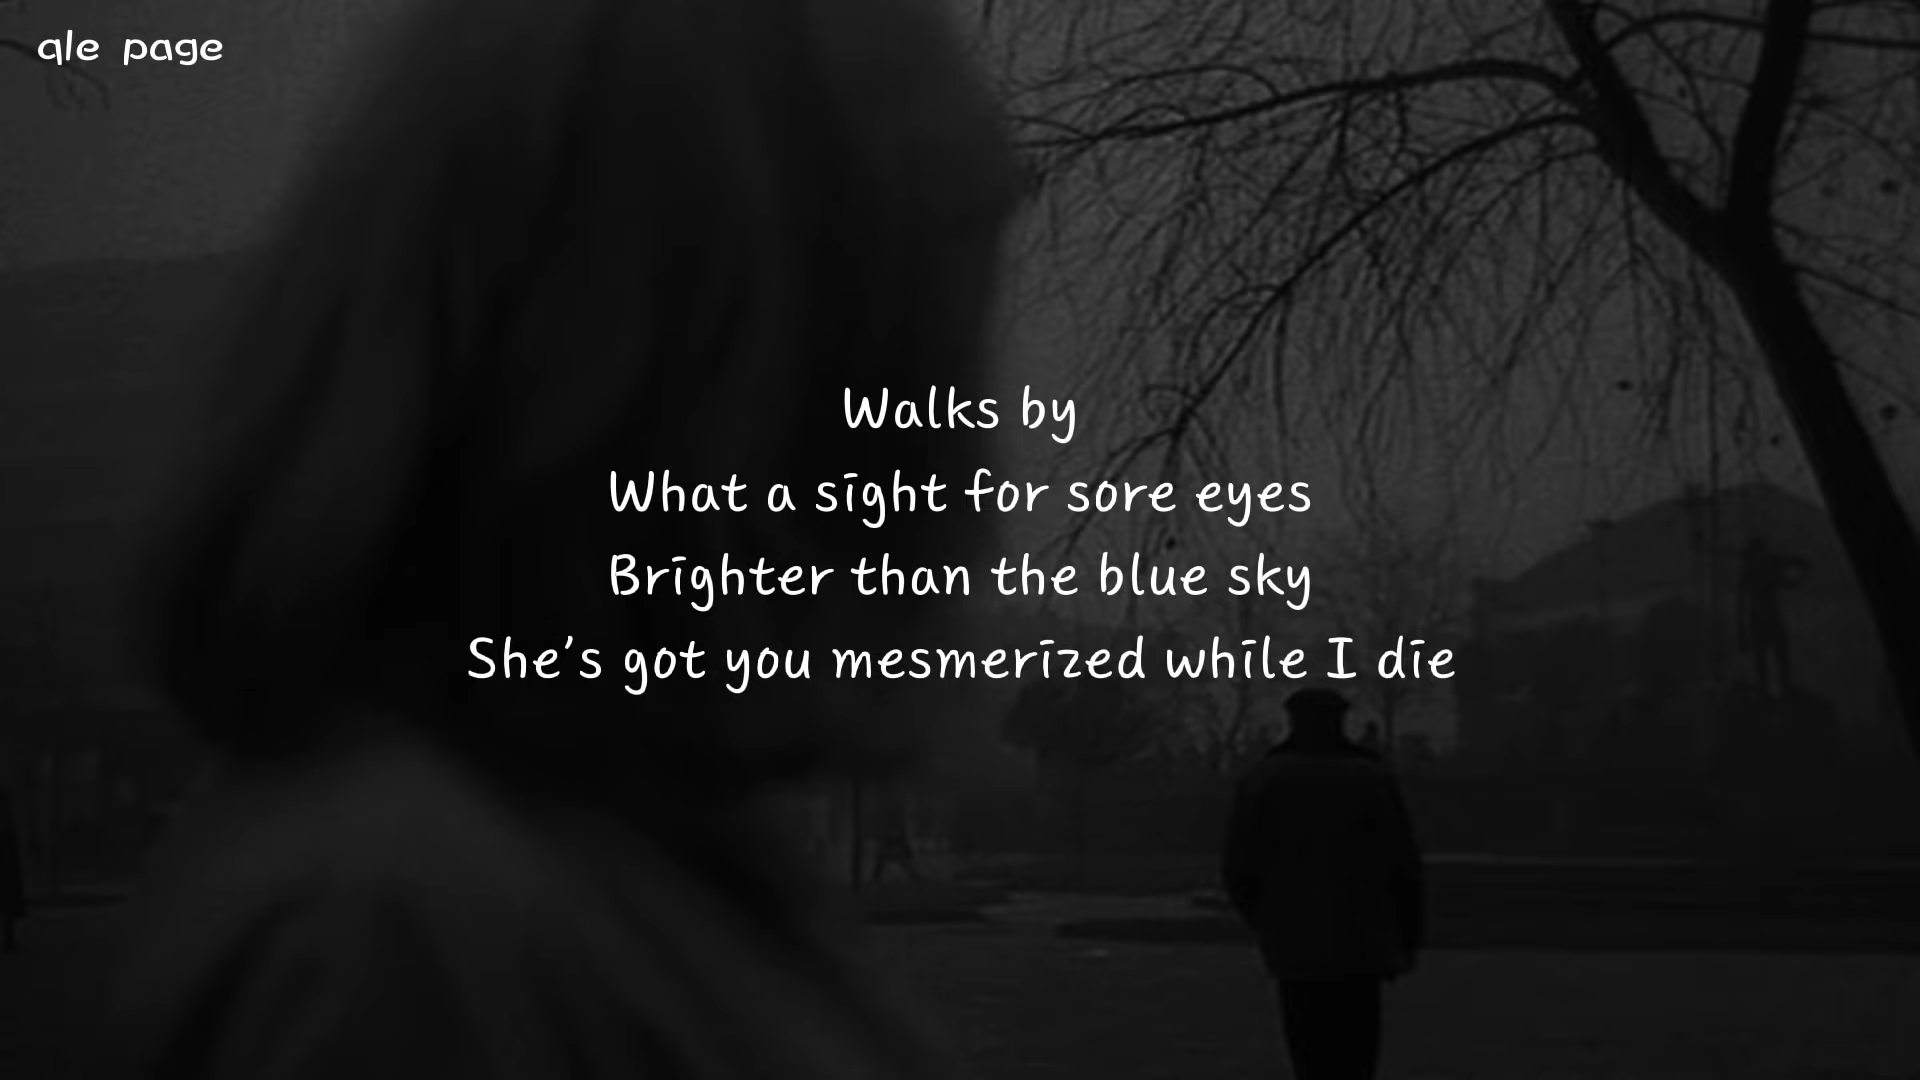 qle page
Walks by
What a sight for sore eyes
Brighter than the blue sky
She's got you mesmerized while I die